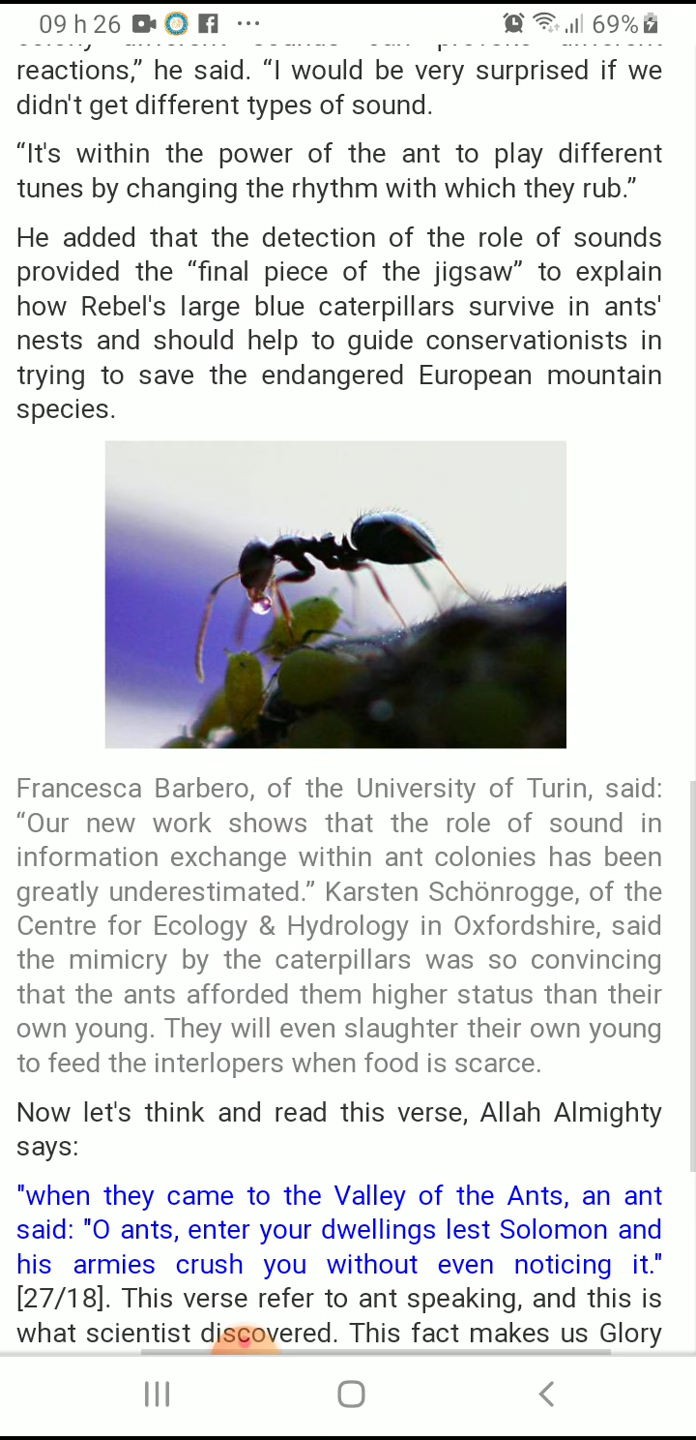 09 h 26 ... 69%
reactions,” he said. “I would be very surprised if we
didn't get different types of sound.
“It's within the power of the ant to play different
tunes by changing the rhythm with which they rub.”
He added that the detection of the role of sounds
provided the “final piece of the jigsaw” to explain
how Rebel's large blue caterpillars survive in ants'
nests and should help to guide conservationists in
trying to save the endangered European mountain
species.
Francesca Barbero, of the University of Turin, said:
“Our new work shows that the role of sound in
information exchange within ant colonies has been
greatly underestimated.” Karsten Schönrogge, of the
Centre for Ecology & Hydrology in Oxfordshire, said
the mimicry by the caterpillars was so convincing
that the ants afforded them higher status than their
own young. They will even slaughter their own young
to feed the interlopers when food is scarce.
Now let's think and read this verse, Allah Almighty
says:
"when they came to the Valley of the Ants, an ant
said: "O ants, enter your dwellings lest Solomon and
his armies crush you without even noticing it."
[27/18]. This verse refer to ant speaking, and this is
what scientist discovered. This fact makes us Glory